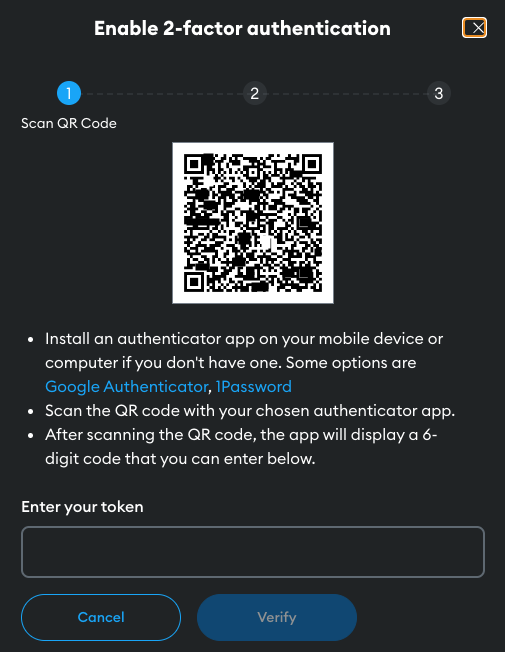 Enable 2-factor authentication
1
2
3
Scan QR Code
Install an authenticator app on your mobile device or
computer if you don't have one. Some options are
Google Authenticator, 1Password
Scan the QR code with your chosen authenticator app.
After scanning the QR code, the app will display a 6-
digit code that you can enter below.
Enter your token
Cancel
Verify